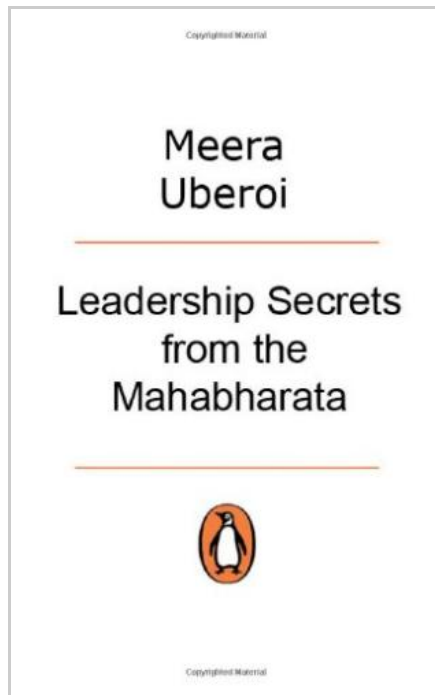 Copyrighted Material
Meera
Uberoi
Leadership Secrets
from the
Mahabharata
Copyrighted Material